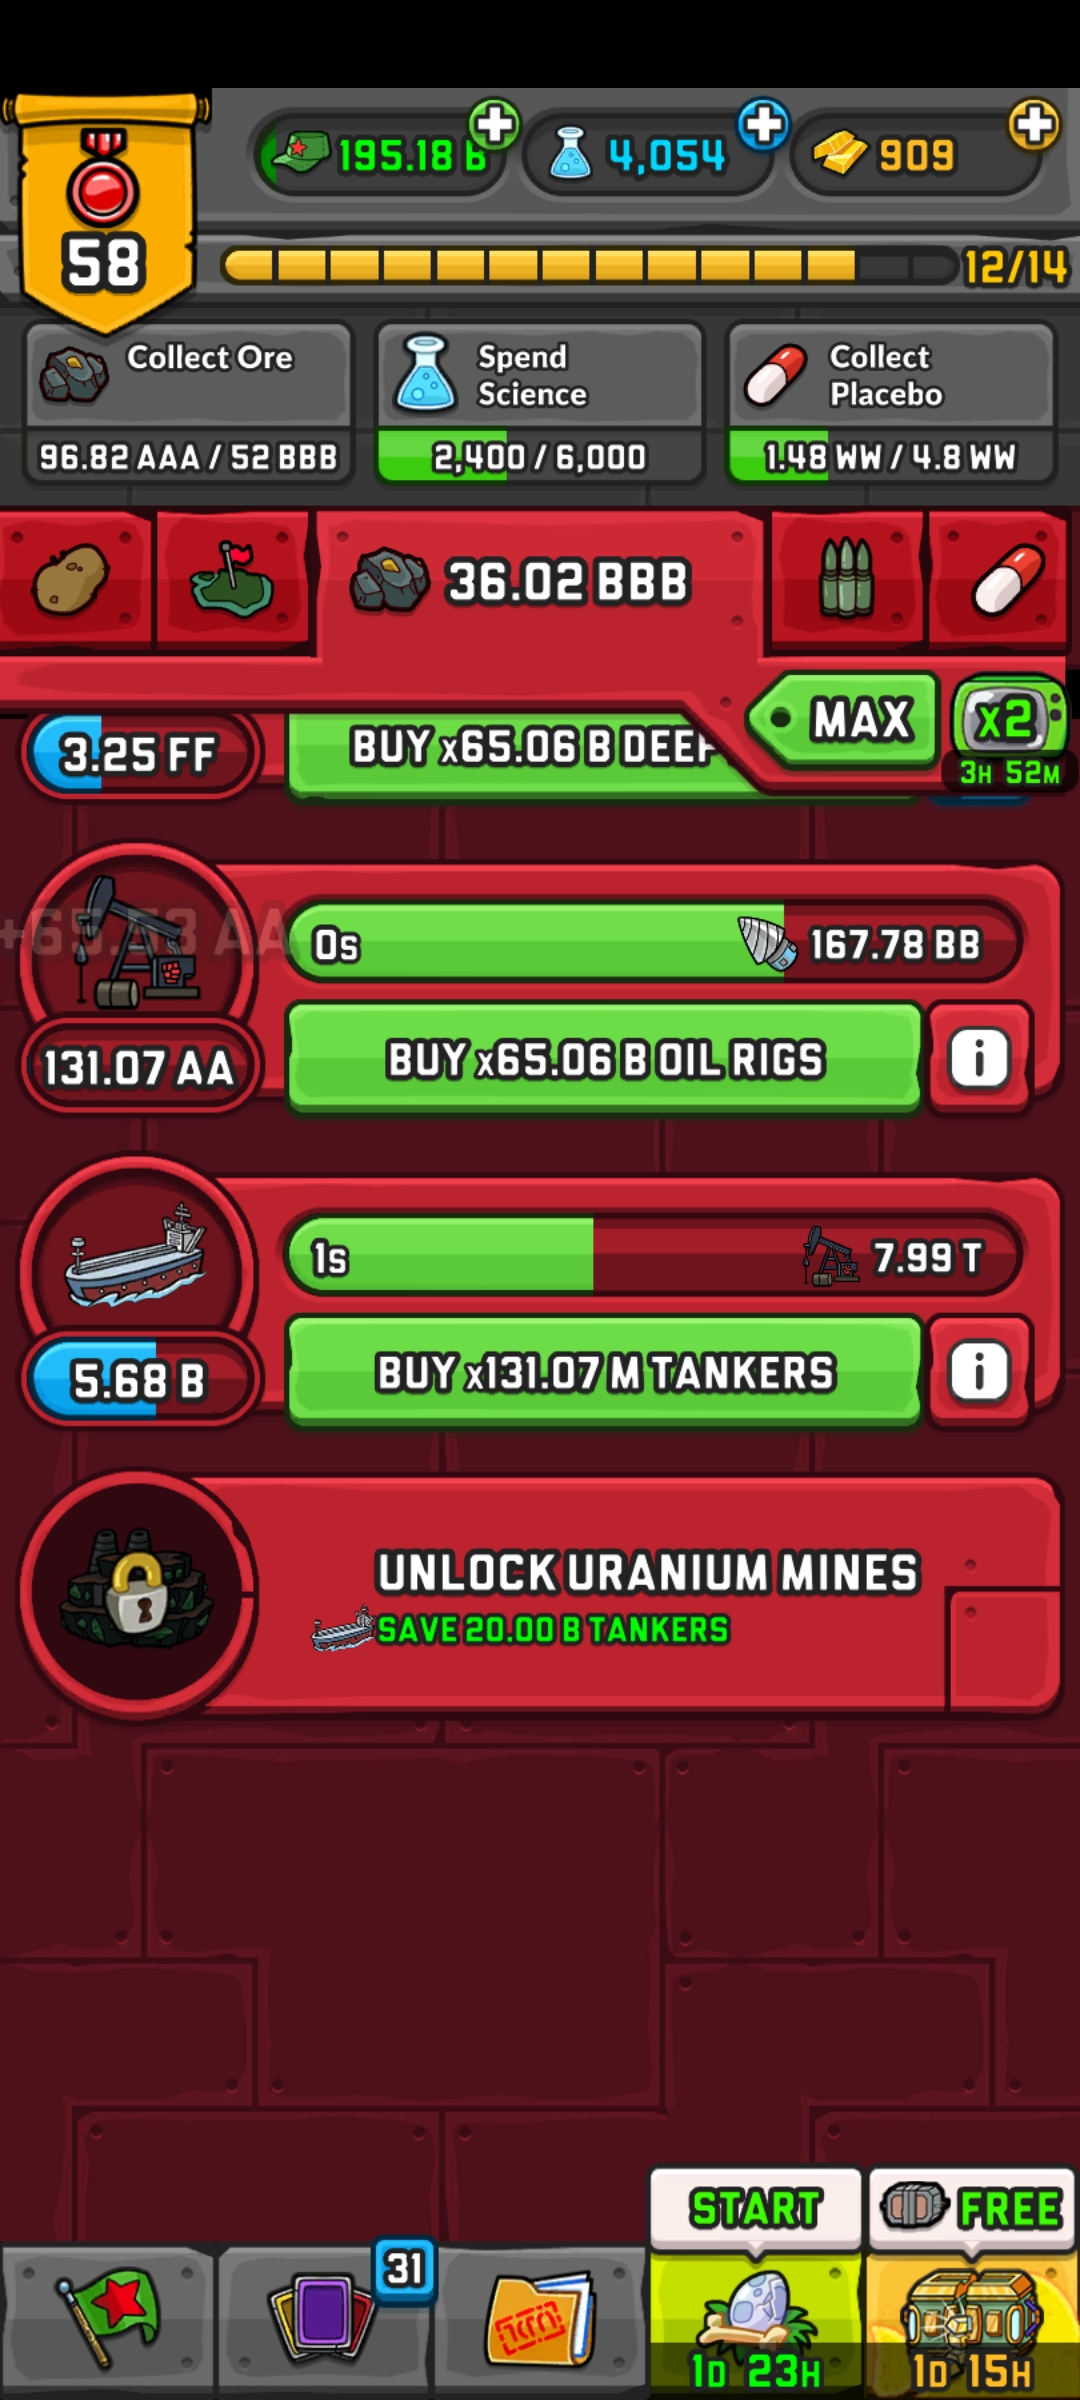 58
195.18 B
4,054
909
12/14
Collect Ore
96.82 AAA / 52 BBB
Spend
Science
2,400 / 6,000
Collect
Placebo
1.48 WW / 4.8 WW
36.02 BBB
MAX
x2
3H 52M
3.25 FF
BUY x65.06 B DEEP
+65.53 AA
0s
167.78 BB
131.07 AA
BUY x65.06 B OIL RIGS
i
1s
7.99 T
5.68 B
BUY x131.07 M TANKERS
i
UNLOCK URANIUM MINES
SAVE 20.00 B TANKERS
31
START
FREE
1D 23H
1D 15H